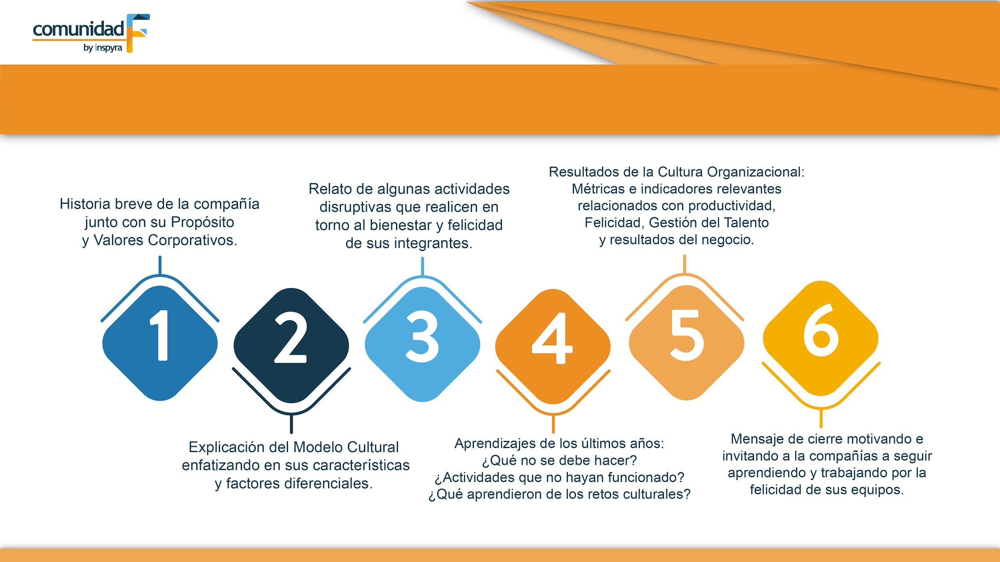 comunidad
by inspyra
Historia breve de la compañía
junto con su Propósito
y Valores Corporativos.
1
Explicación del Modelo Cultural
enfatizando en sus características
y factores diferenciales.
2
Relato de algunas actividades
disruptivas que realicen en
torno al bienestar y felicidad
de sus integrantes.
3
Aprendizajes de los últimos años:
¿Qué no se debe hacer?
¿Actividades que no hayan funcionado?
¿Qué aprendieron de los retos culturales?
4
Resultados de la Cultura Organizacional:
Métricas e indicadores relevantes
relacionados con productividad,
Felicidad, Gestión del Talento
y resultados del negocio.
5
6
Mensaje de cierre motivando e
invitando a la compañías a seguir
aprendiendo y trabajando por la
felicidad de sus equipos.